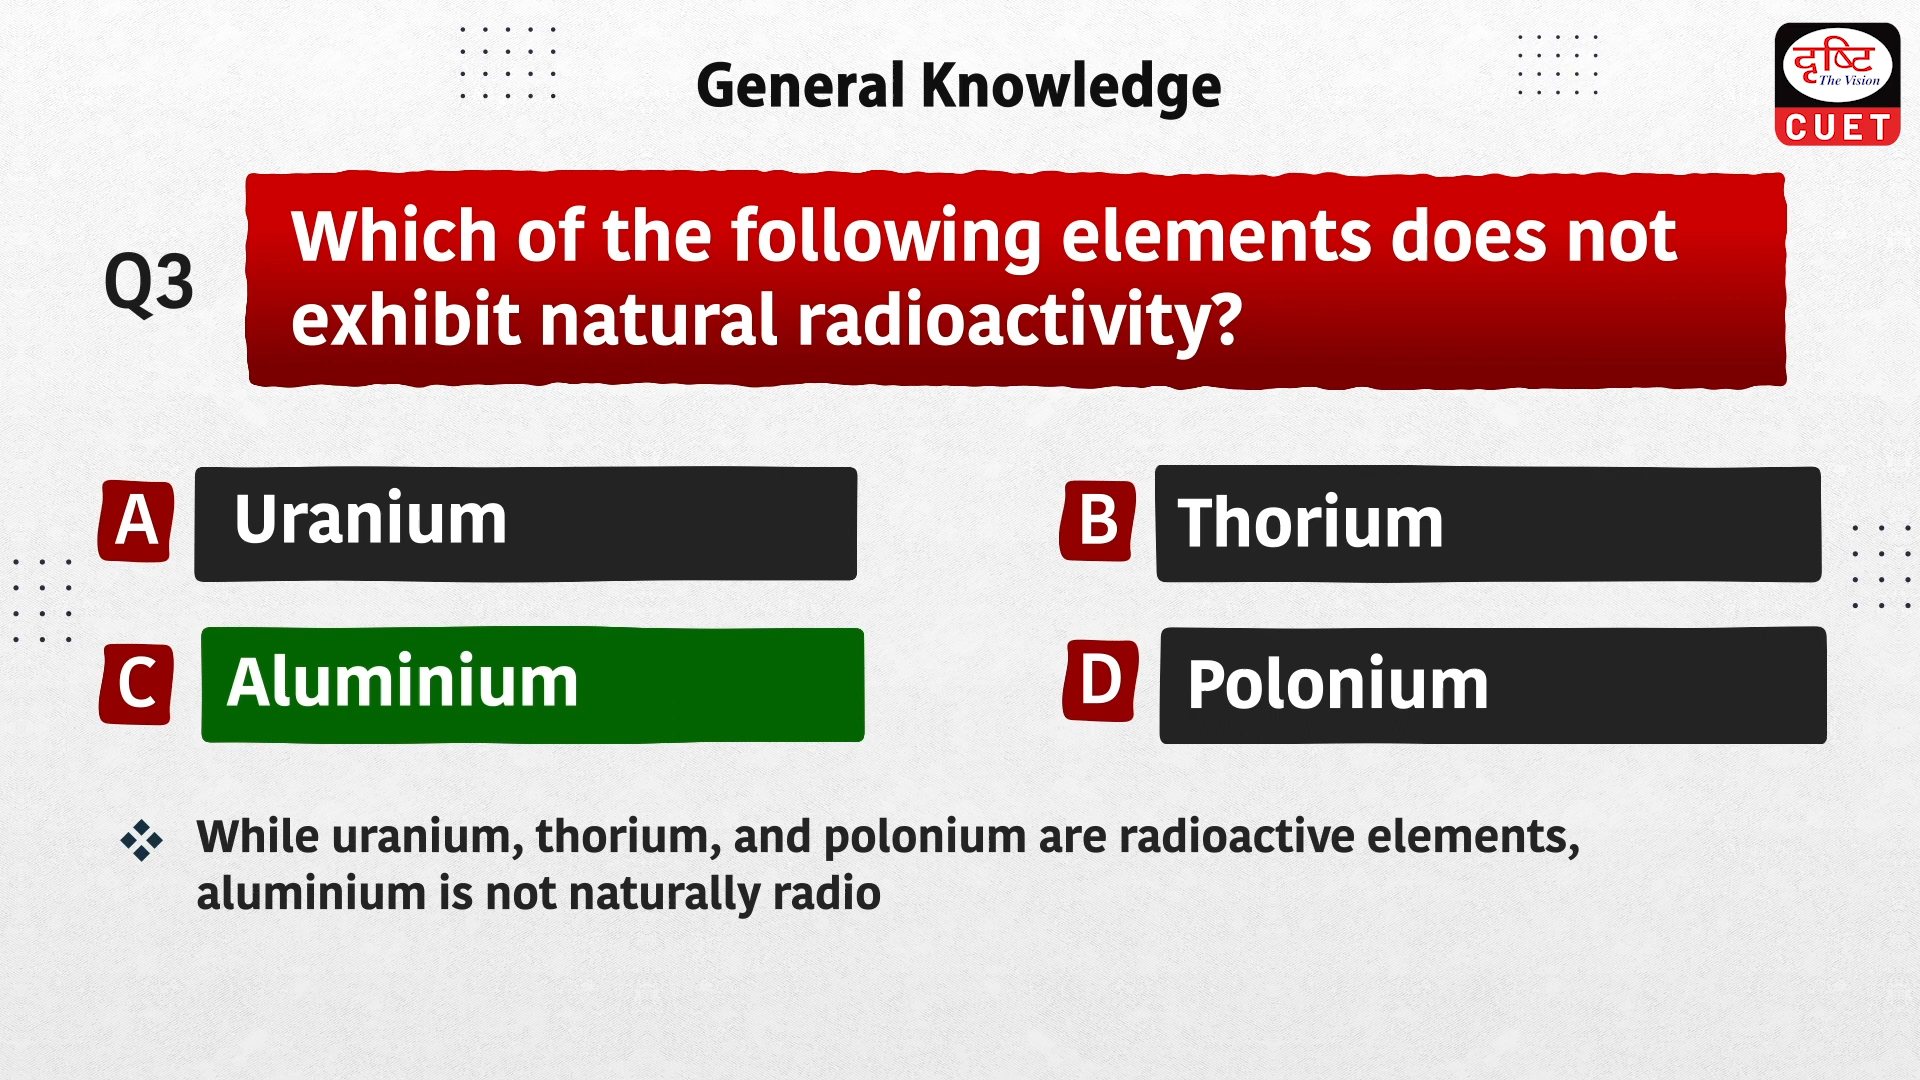 General Knowledge
दृष्टि
The Vision
CUET
Q3
Which of the following elements does not
exhibit natural radioactivity?
A Uranium
B Thorium
C Aluminium
D Polonium
While uranium, thorium, and polonium are radioactive elements,
aluminium is not naturally radio